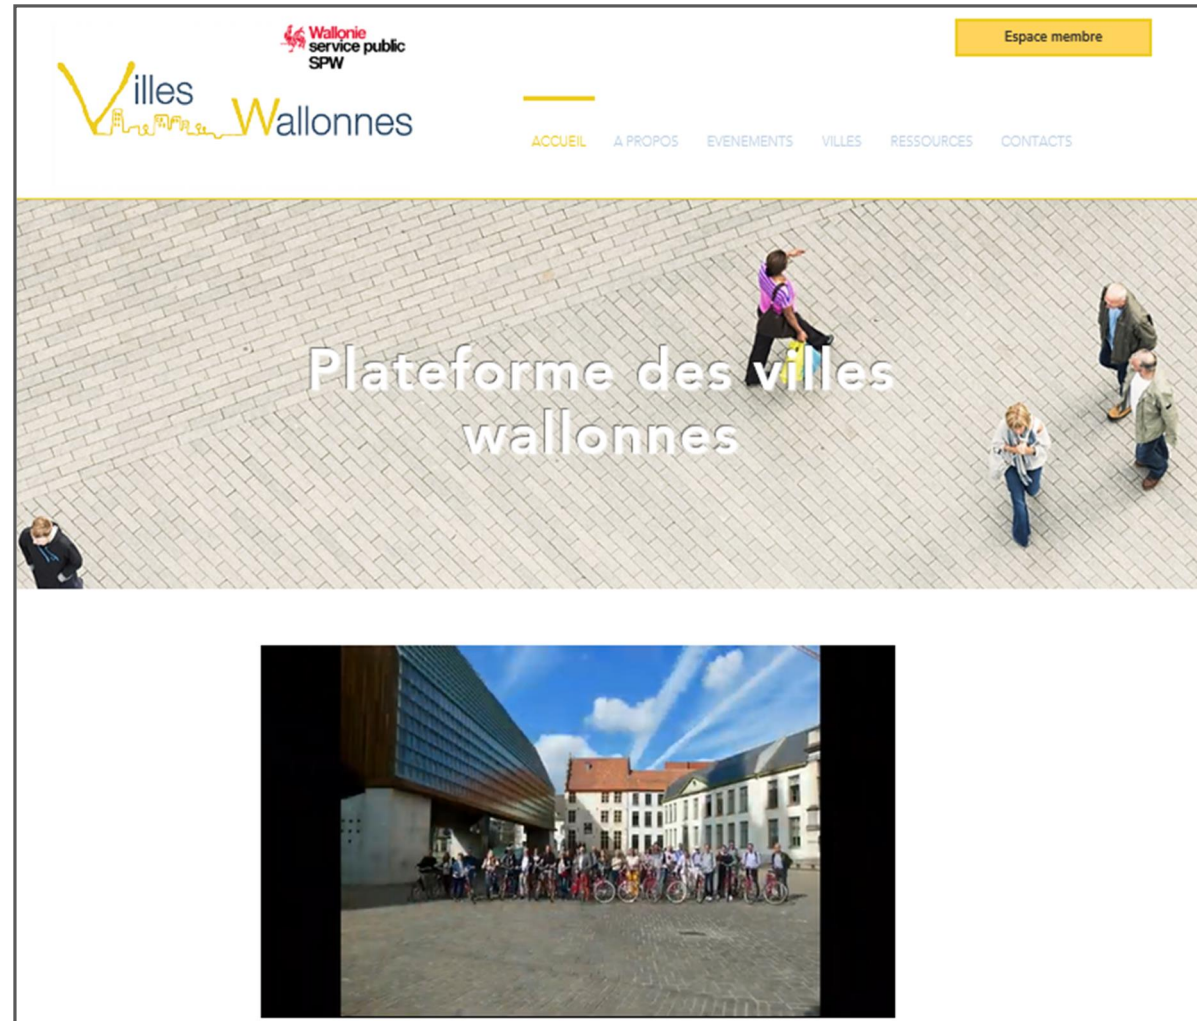 Wallonie
service public
SPW
Espace membre
Villes
Wallonnes
ACCUEIL A PROPOS EVENEMENTS VILLES RESSOURCES CONTACTS
Plateforme des villes
wallonnes